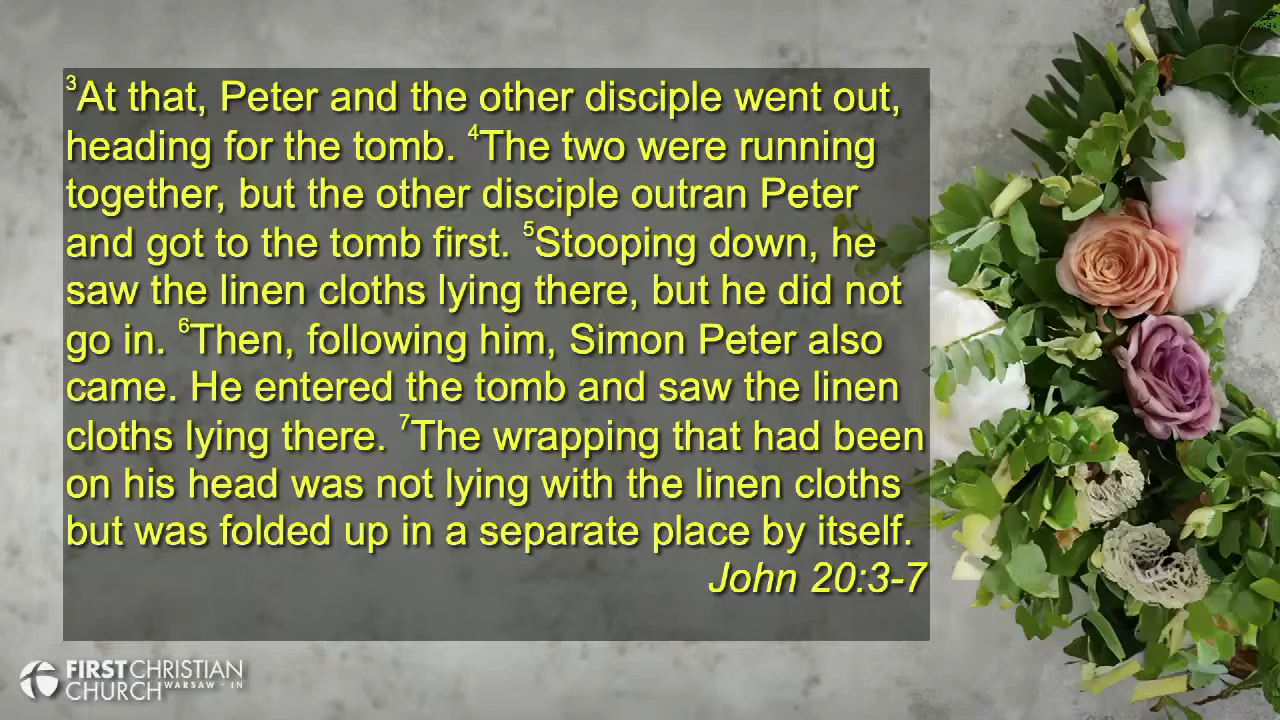 ³At that, Peter and the other disciple went out,
heading for the tomb. ⁴The two were running
together, but the other disciple outran Peter
and got to the tomb first. ⁵Stooping down, he
saw the linen cloths lying there, but he did not
go in. ⁶Then, following him, Simon Peter also
came. He entered the tomb and saw the linen
cloths lying there. ⁷The wrapping that had been
on his head was not lying with the linen cloths
but was folded up in a separate place by itself.
John 20:3-7
FIRST CHRISTIAN
CHURCH WARSAW · IN